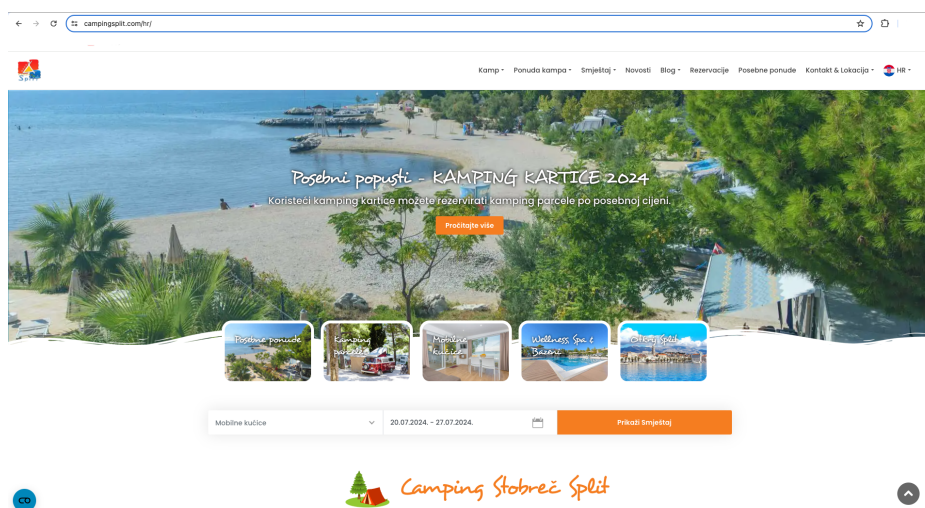 campingsplit.com/hr/
Split
Kamp
Ponuda kampa
Smještaj
Novosti
Blog
Rezervacije
Posebne ponude
Kontakt & Lokacija
HR
Posebni popusti - KAMPING KARTICE 2024
Koristeći kamping kartice možete rezervirati kamping parcele po posebnoj cijeni.
Pročitajte više
Posebne ponude
Kamping
parcele
Mobilne
kućice
Wellness, Spa &
Bazeni
Otkrij Split
Mobilne kućice
20.07.2024. - 27.07.2024.
Prikaži Smještaj
Camping Stobreč Split